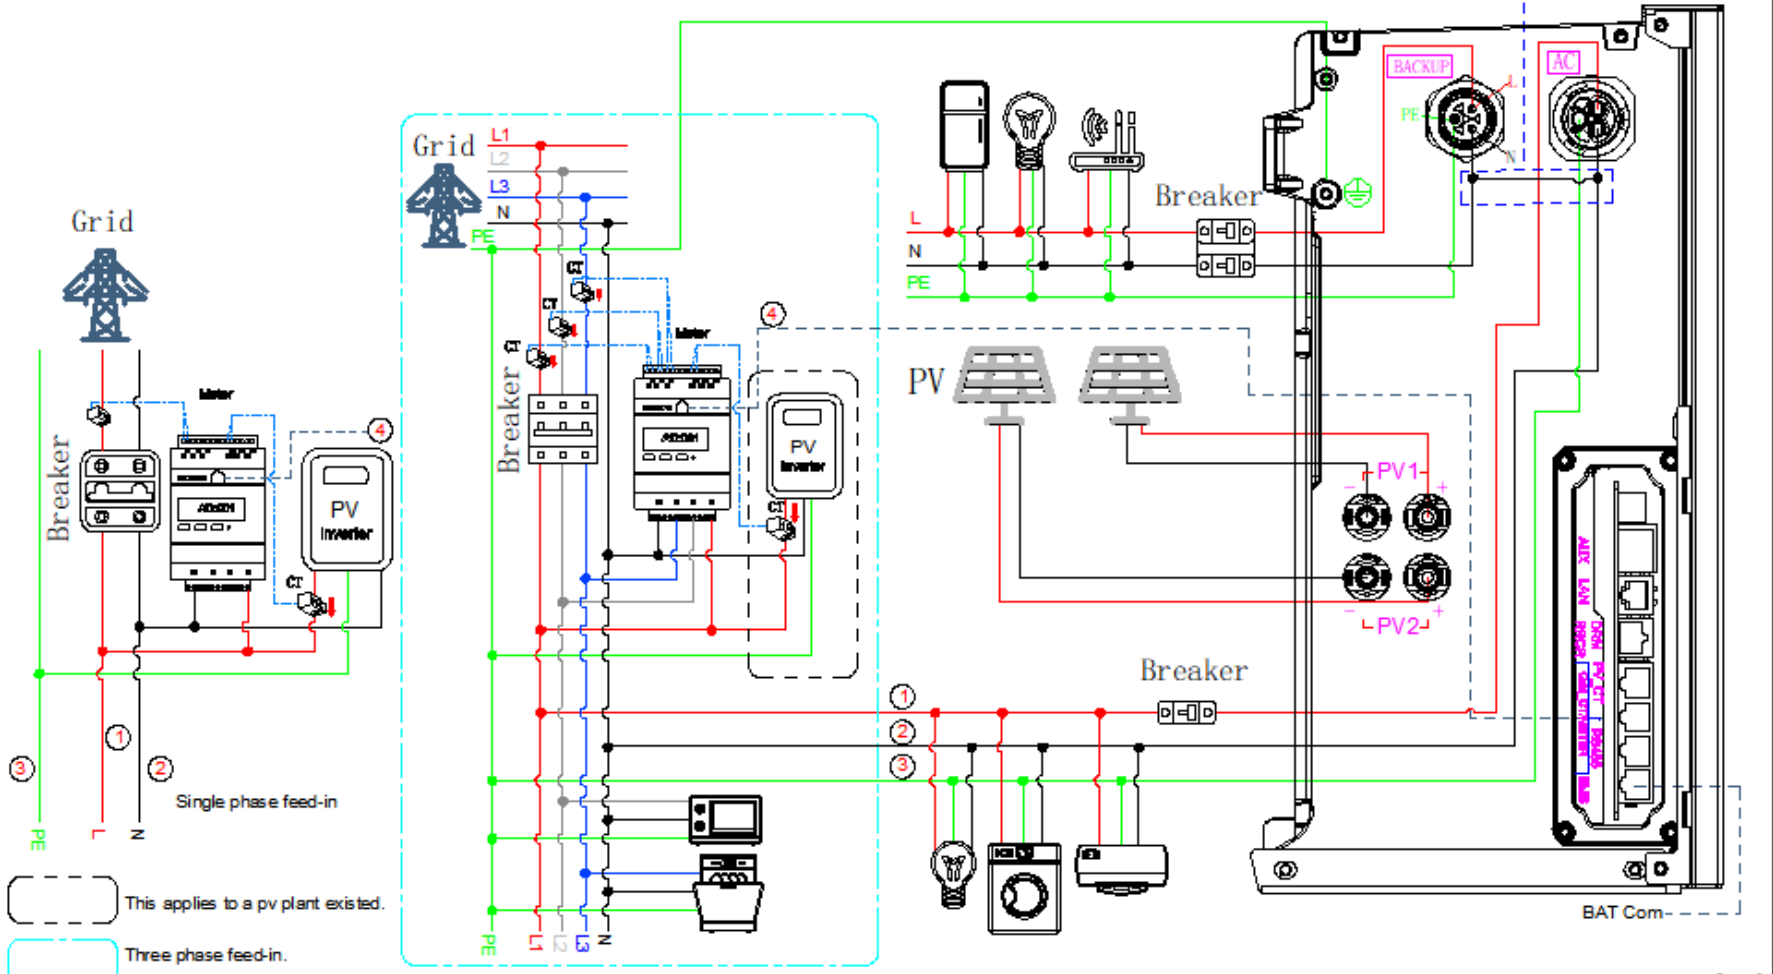 BACKUP
AC
L
PE
N
Grid
L1
L2
L3
N
PE
Breaker
L
N
PE
Grid
CT
CT
CT
Meter
4
PV
Breaker
PV
Inverter
CT
PV1
- +
PV2
- +
Meter
4
Breaker
PV
Inverter
CT
AUX
LAN
DRM
Breaker
1
2
3
1
2
3
Single phase feed-in
PE
L
N
This applies to a pv plant existed.
Three phase feed-in.
PE
L1
L2
L3
N
BAT Com